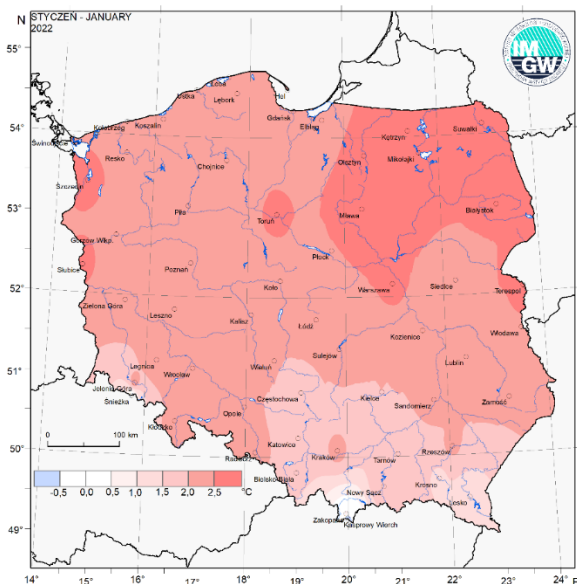 N
STYCZEŃ - JANUARY
2022
IM
GW
55°
Łeba
Ustka
Lębork
Hel
Gdańsk
Elbląg
Kołobrzeg
Koszalin
54°
Świnoujście
Resko
Chojnice
Olsztyn
Kętrzyn
Mikołajki
Suwałki
Szczecin
53°
Piła
Toruń
Mława
Białystok
Gorzów Wlkp.
Słubice
Poznań
Płock
Koło
Warszawa
Siedlce
Terespol
52°
Zielona Góra
Leszno
Kalisz
Łódź
Kozienice
Włodawa
51°
Legnica
Wrocław
Wieluń
Sulejów
Lublin
Jelenia Góra
Śnieżka
Częstochowa
Kielce
Sandomierz
Zamość
Kłodzko
Opole
50°
0
100 km
Racibórz
Katowice
Kraków
Tarnów
Rzeszów
Bielsko-Biała
Nowy Sącz
Krosno
Lesko
-0,5 0,0 0,5 1,0 1,5 2,0 2,5 °C
Zakopane
Kasprowy Wierch
49°
14° 15° 16° 17° 18° 19° 20° 21° 22° 23° 24° E